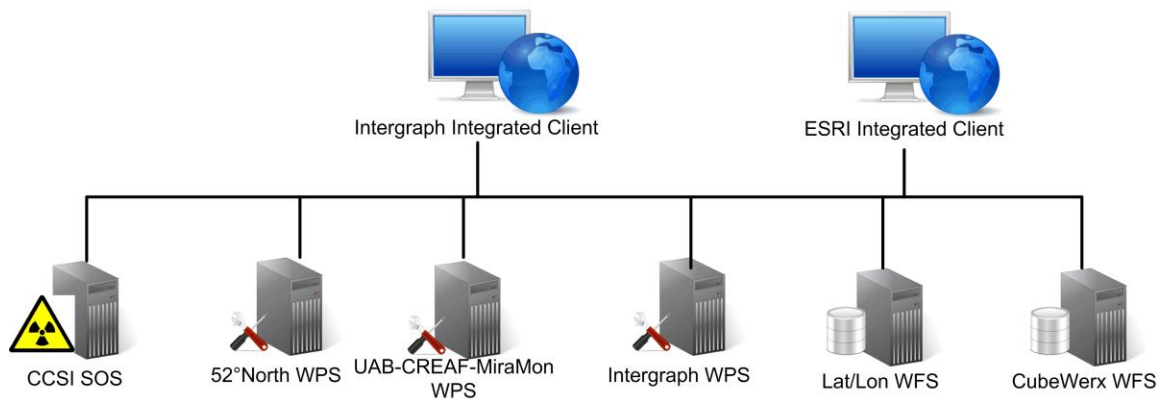 Intergraph Integrated Client
ESRI Integrated Client
CCSI SOS
52°North WPS
UAB-CREAF-MiraMon
WPS
Intergraph WPS
Lat/Lon WFS
CubeWerx WFS